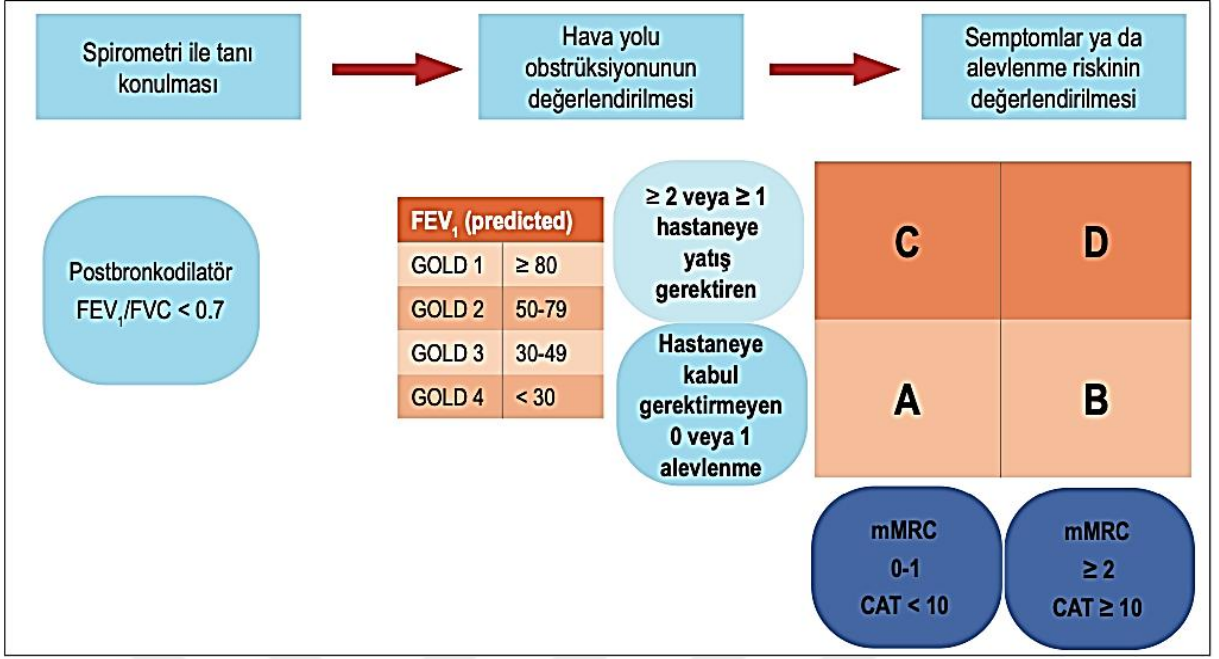 Spirometri ile tanı
konulması
Hava yolu
obstrüksiyonunun
değerlendirilmesi
Semptomlar ya da
alevlenme riskinin
değerlendirilmesi
Postbronkodilatör
FEV₁/FVC < 0.7
FEV₁ (predicted)
GOLD 1 ≥ 80
GOLD 2 50-79
GOLD 3 30-49
GOLD 4 < 30
≥ 2 veya ≥ 1
hastaneye
yatış
gerektiren
Hastaneye
kabul
gerektirmeyen
0 veya 1
alevlenme
C D
A B
mMRC
0-1
CAT < 10
mMRC
≥ 2
CAT ≥ 10